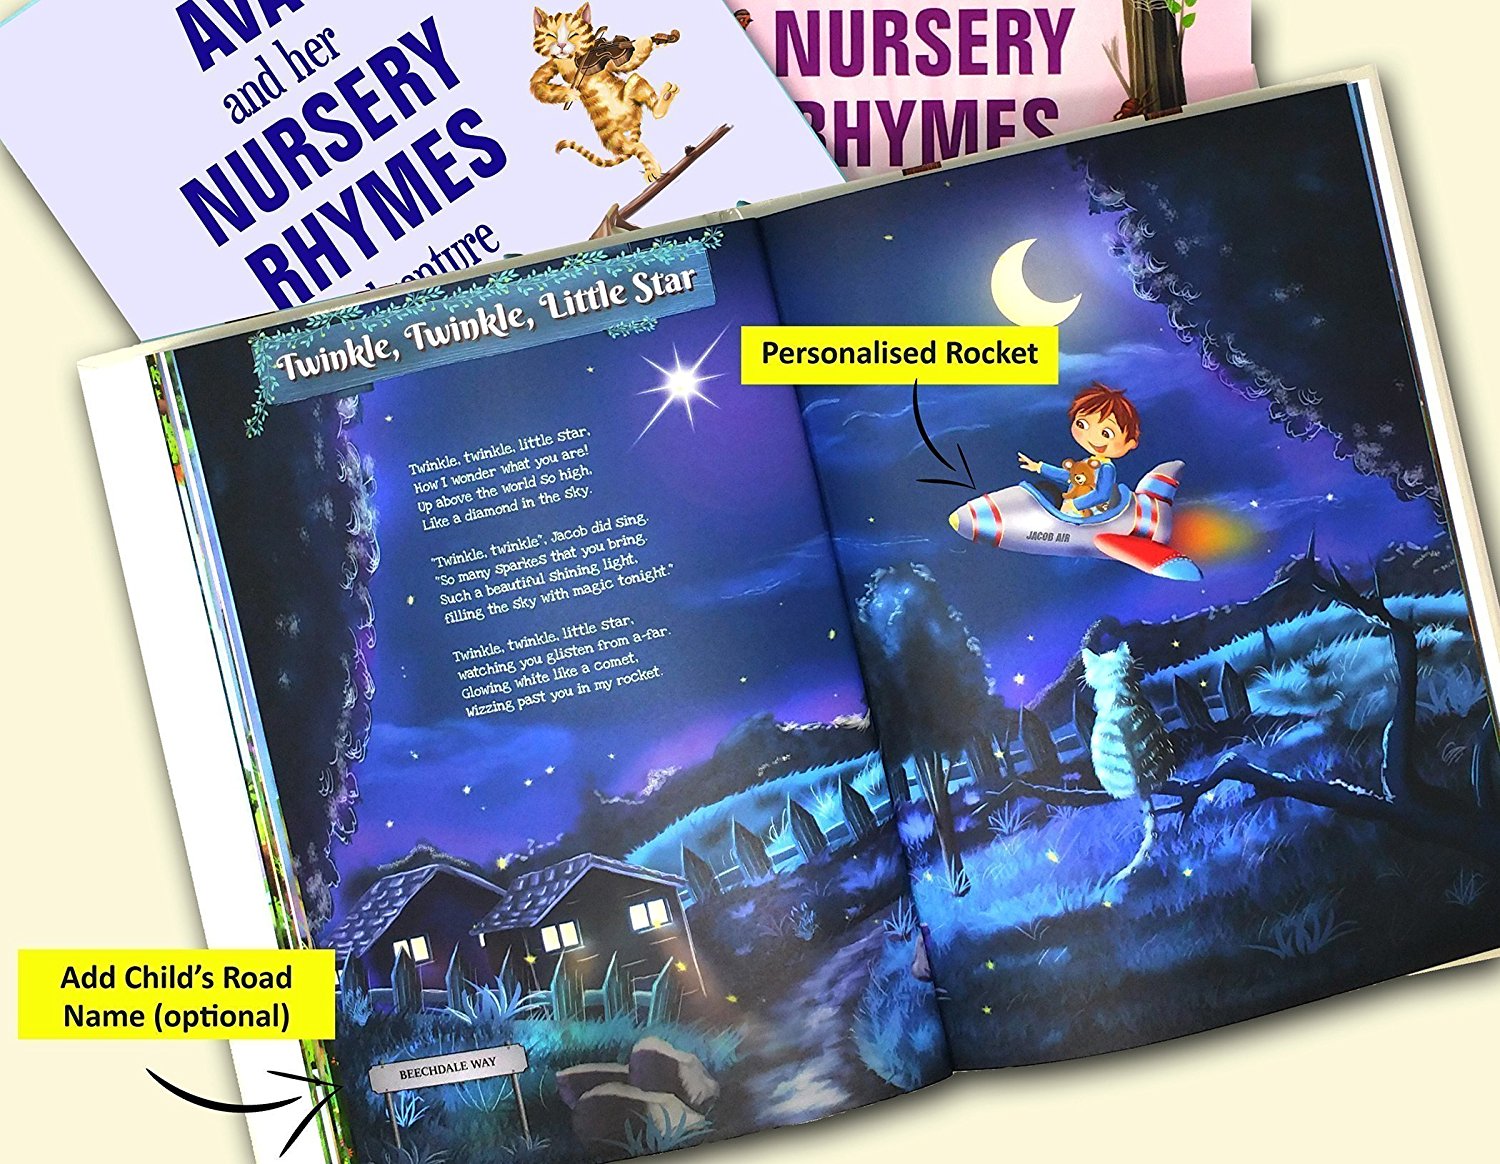 AVA
and her
NURSERY
RHYMES
NURSERY
RHYMES
Twinkle, Twinkle, Little Star
Personalised Rocket
Twinkle, twinkle, little star,
How I wonder what you are!
Up above the world so high,
Like a diamond in the sky.
"Twinkle, twinkle", Jacob did sing.
"So many sparkes that you bring.
Such a beautiful shining light,
filling the sky with magic tonight."
Twinkle, twinkle, little star,
watching you glisten from a-far.
Glowing white like a comet,
Wizzing past you in my rocket.
JACOB AIR
Add Child's Road
Name (optional)
BEECHDALE WAY